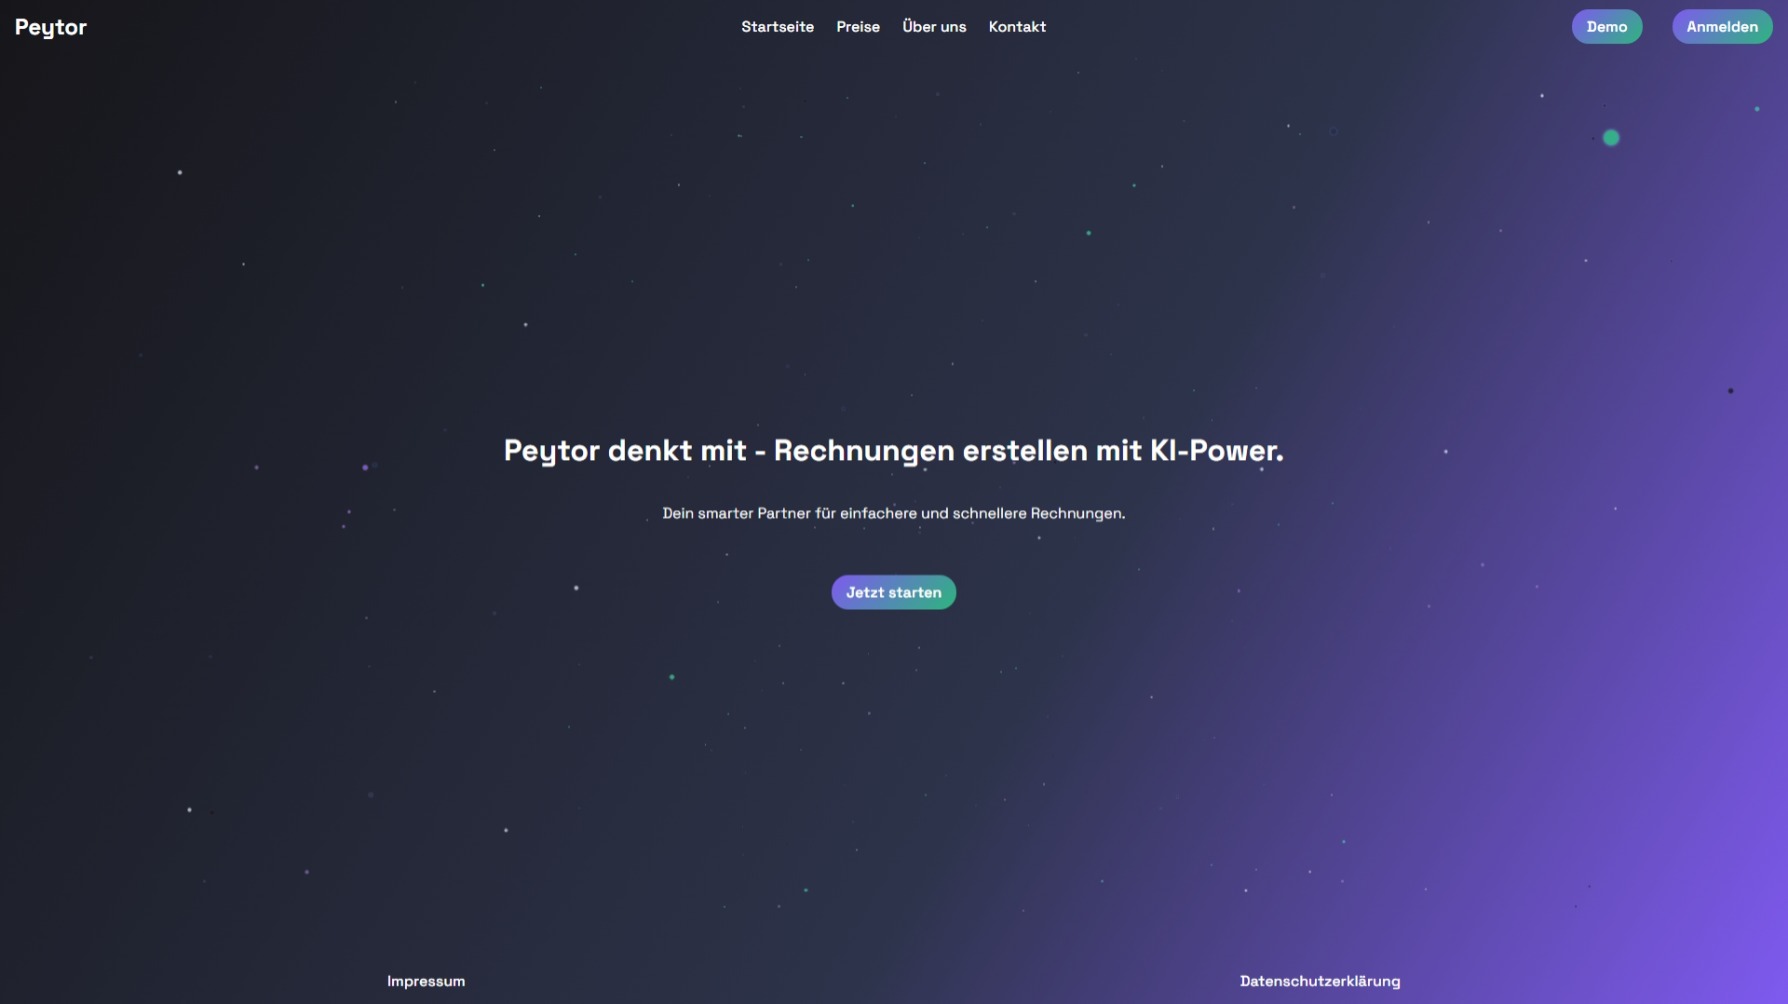 Peytor
Startseite Preise Über uns Kontakt
Demo Anmelden
Peytor denkt mit - Rechnungen erstellen mit KI-Power.
Dein smarter Partner für einfachere und schnellere Rechnungen.
Jetzt starten
Impressum
Datenschutzerklärung